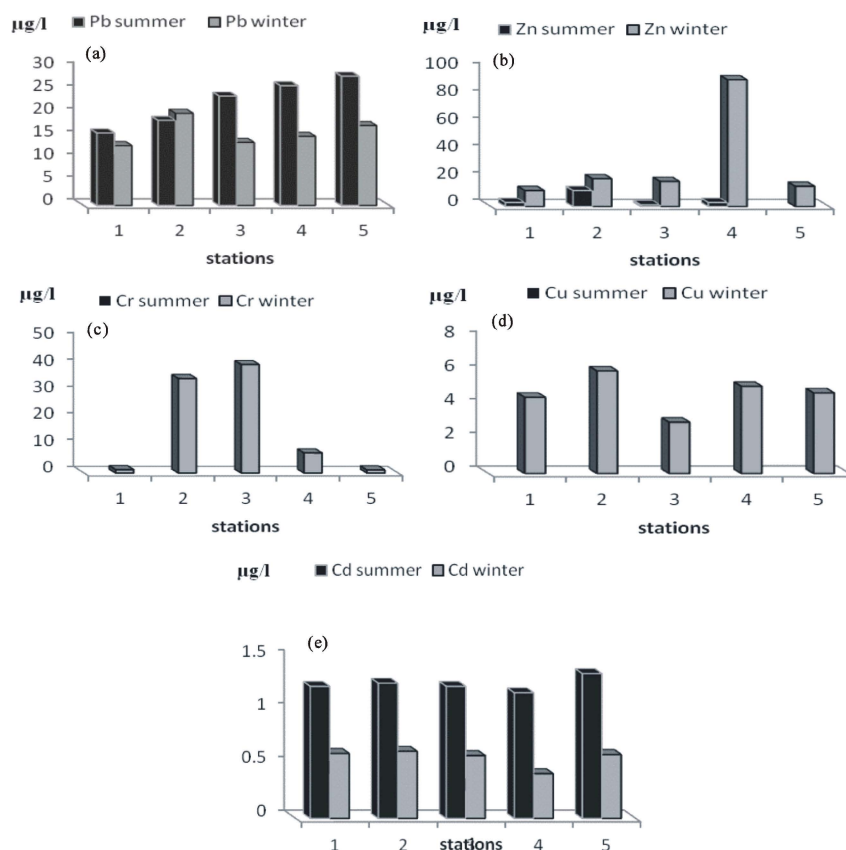 µg/l
Pb summer Pb winter
(a)
30
25
20
15
10
5
0
1 2 3 4 5
stations
Zn summer Zn winter
(b)
100
80
60
40
20
0
1 2 3 4 5
stations
µg/l
Cr summer Cr winter
(c)
50
40
30
20
10
0
1 2 3 4 5
stations
µg/l
Cu summer Cu winter
(d)
8
6
4
2
0
1 2 3 4 5
stations
µg/l
Cd summer Cd winter
(e)
1.5
1
0.5
0
1 2 3 4 5
stations